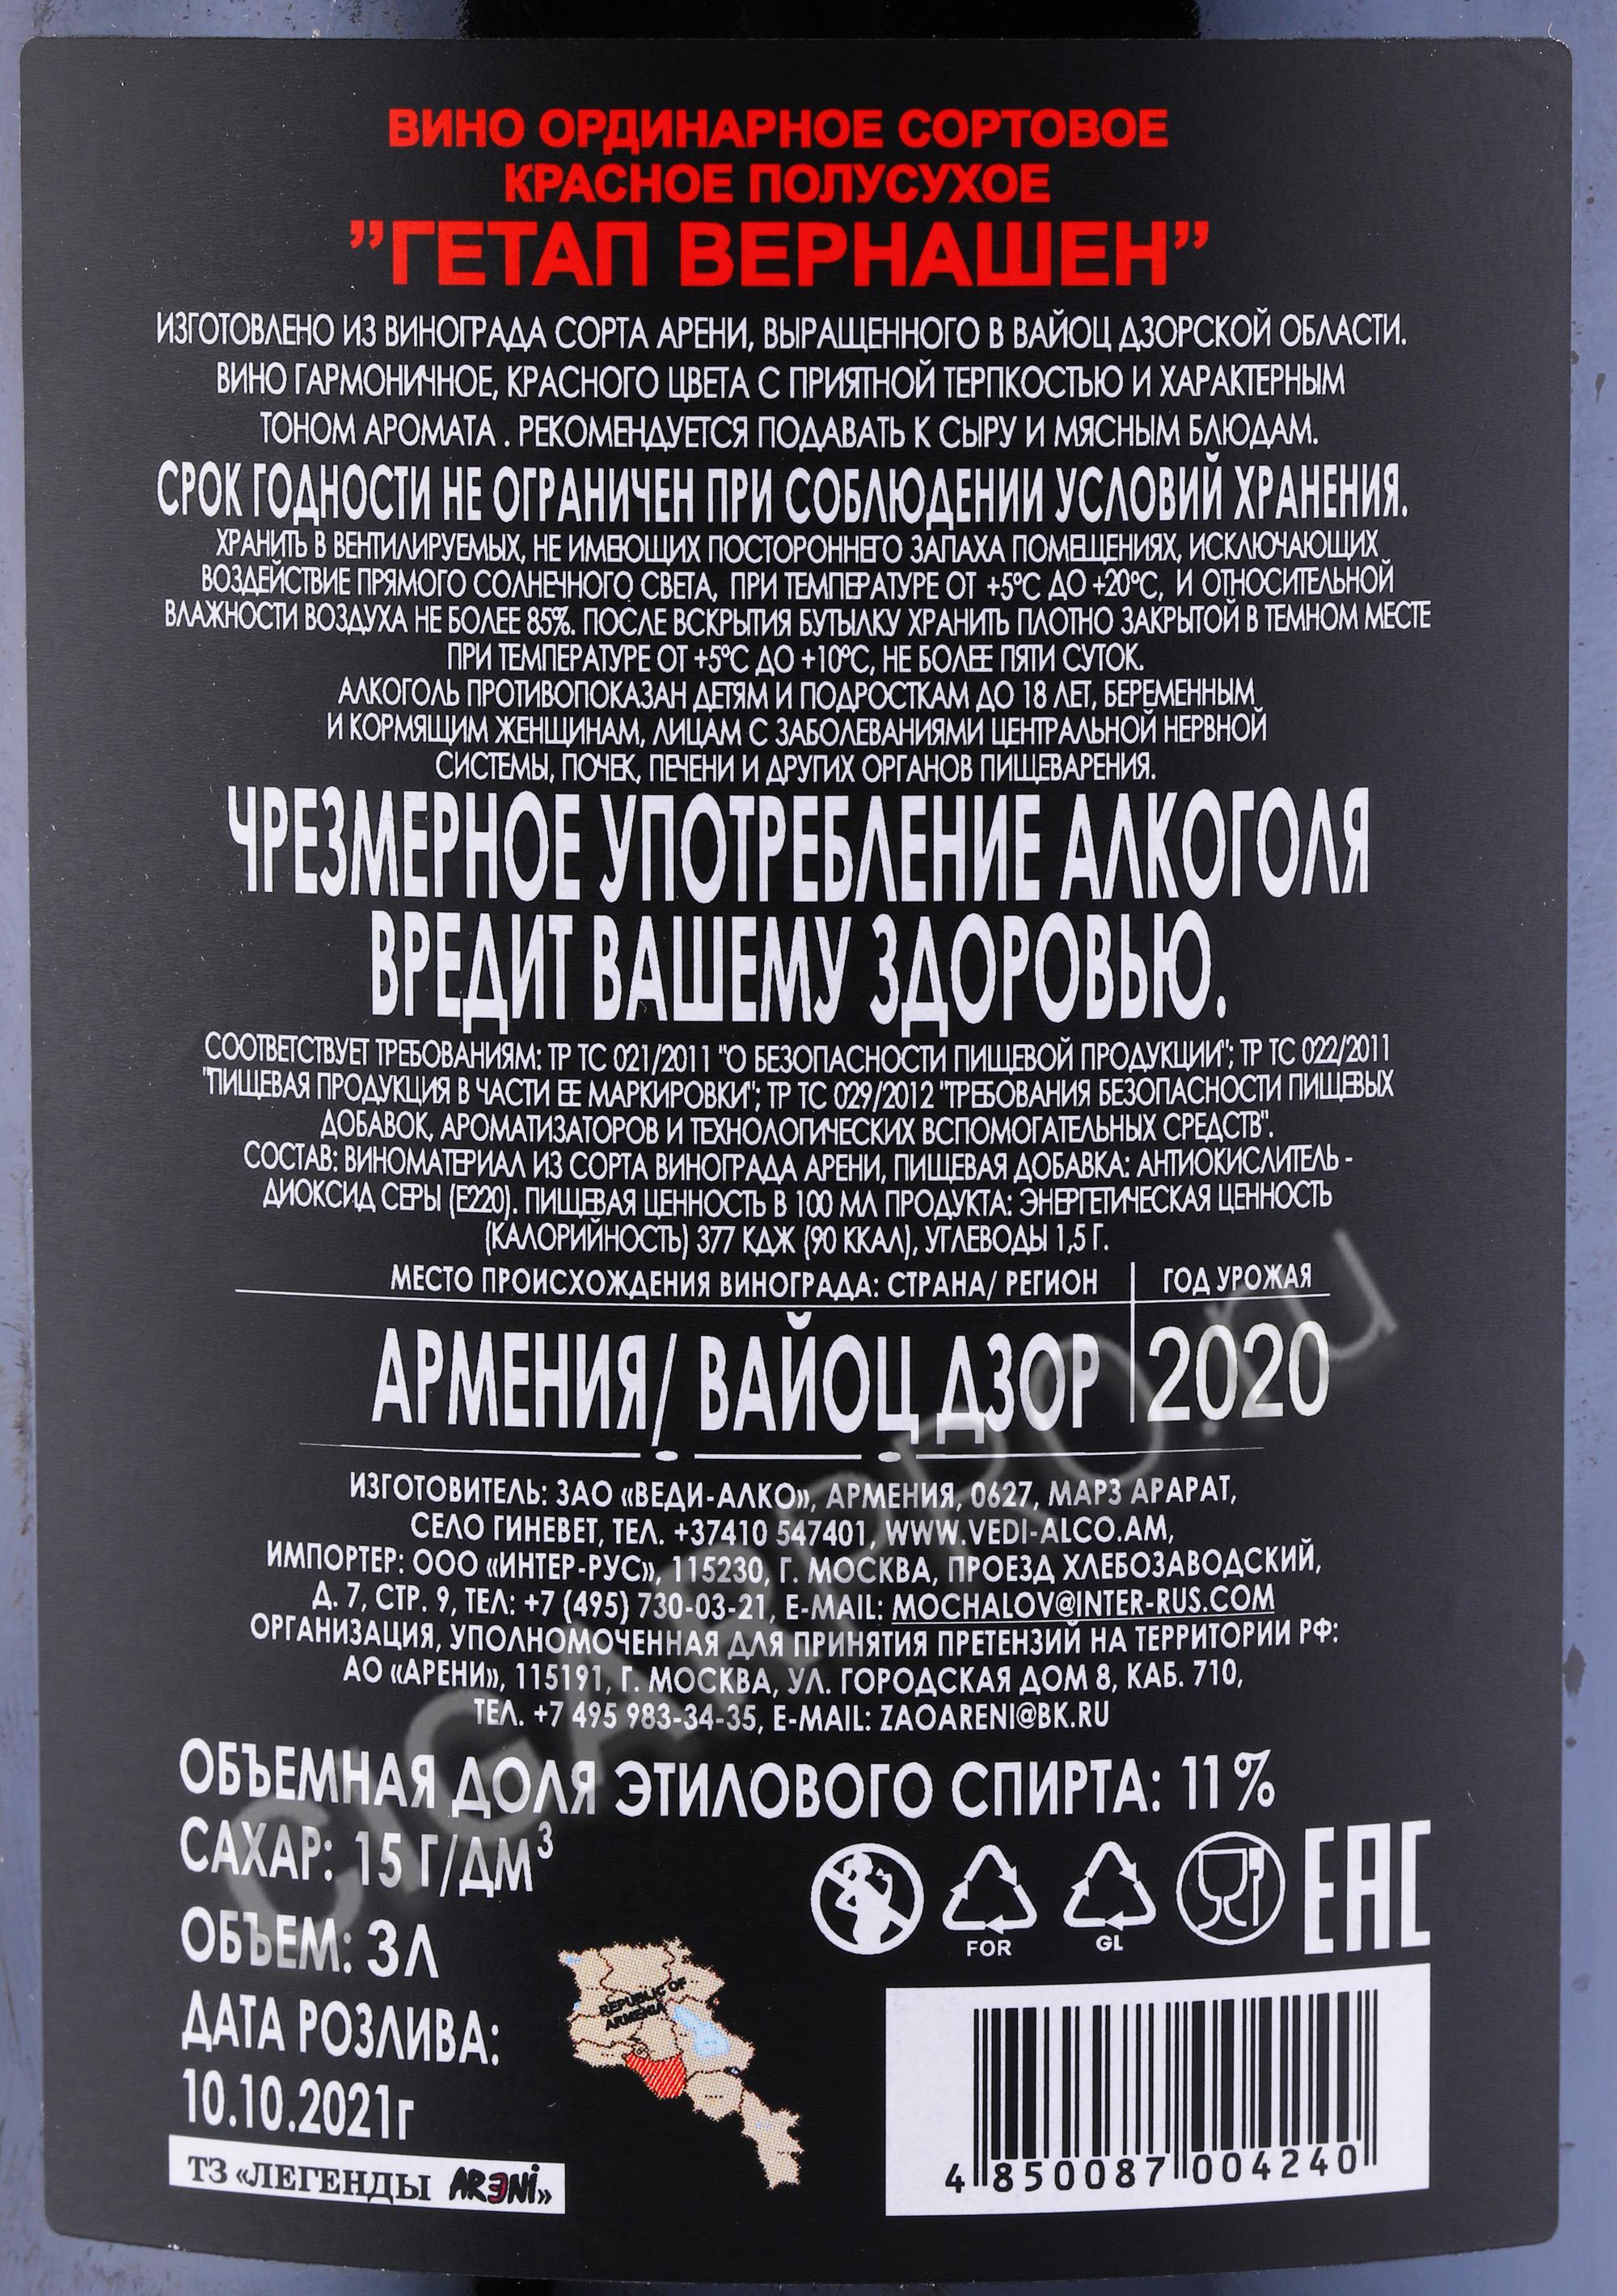 ВИНО ОРДИНАРНОЕ СОРТОВОЕ
КРАСНОЕ ПОЛУСУХОЕ
”ГЕТАП ВЕРНАШЕН”
ИЗГОТОВЛЕНО ИЗ ВИНОГРАДА СОРТА АРЕНИ, ВЫРАЩЕННОГО В ВАЙОЦ ДЗОРСКОЙ ОБЛАСТИ.
ВИНО ГАРМОНИЧНОЕ, КРАСНОГО ЦВЕТА С ПРИЯТНОЙ ТЕРПКОСТЬЮ И ХАРАКТЕРНЫМ
ТОНОМ АРОМАТА . РЕКОМЕНДУЕТСЯ ПОДАВАТЬ К СЫРУ И МЯСНЫМ БЛЮДАМ.
СРОК ГОДНОСТИ НЕ ОГРАНИЧЕН ПРИ СОБЛЮДЕНИИ УСЛОВИЙ ХРАНЕНИЯ.
ХРАНИТЬ В ВЕНТИЛИРУЕМЫХ, НЕ ИМЕЮЩИХ ПОСТОРОННЕГО ЗАПАХА ПОМЕЩЕНИЯХ, ИСКЛЮЧАЮЩИХ
ВОЗДЕЙСТВИЕ ПРЯМОГО СОЛНЕЧНОГО СВЕТА, ПРИ ТЕМПЕРАТУРЕ ОТ +5°С ДО +20°С, И ОТНОСИТЕЛЬНОЙ
ВЛАЖНОСТИ ВОЗДУХА НЕ БОЛЕЕ 85%. ПОСЛЕ ВСКРЫТИЯ БУТЫЛКУ ХРАНИТЬ ПЛОТНО ЗАКРЫТОЙ В ТЕМНОМ МЕСТЕ
ПРИ ТЕМПЕРАТУРЕ ОТ +5°С ДО +10°С, НЕ БОЛЕЕ ПЯТИ СУТОК.
АЛКОГОЛЬ ПРОТИВОПОКАЗАН ДЕТЯМ И ПОДРОСТКАМ ДО 18 ЛЕТ, БЕРЕМЕННЫМ
И КОРМЯЩИМ ЖЕНЩИНАМ, ЛИЦАМ С ЗАБОЛЕВАНИЯМИ ЦЕНТРАЛЬНОЙ НЕРВНОЙ
СИСТЕМЫ, ПОЧЕК, ПЕЧЕНИ И ДРУГИХ ОРГАНОВ ПИЩЕВАРЕНИЯ.
ЧРЕЗМЕРНОЕ УПОТРЕБЛЕНИЕ АЛКОГОЛЯ
ВРЕДИТ ВАШЕМУ ЗДОРОВЬЮ.
СООТВЕТСТВУЕТ ТРЕБОВАНИЯМ: ТР ТС 021/2011 "О БЕЗОПАСНОСТИ ПИЩЕВОЙ ПРОДУКЦИИ"; ТР ТС 022/2011
"ПИЩЕВАЯ ПРОДУКЦИЯ В ЧАСТИ ЕЕ МАРКИРОВКИ"; ТР ТС 029/2012 "ТРЕБОВАНИЯ БЕЗОПАСНОСТИ ПИЩЕВЫХ
ДОБАВОК, АРОМАТИЗАТОРОВ И ТЕХНОЛОГИЧЕСКИХ ВСПОМОГАТЕЛЬНЫХ СРЕДСТВ".
СОСТАВ: ВИНОМАТЕРИАЛ ИЗ СОРТА ВИНОГРАДА АРЕНИ, ПИЩЕВАЯ ДОБАВКА: АНТИОКИСЛИТЕЛЬ -
ДИОКСИД СЕРЫ (Е220). ПИЩЕВАЯ ЦЕННОСТЬ В 100 МЛ ПРОДУКТА: ЭНЕРГЕТИЧЕСКАЯ ЦЕННОСТЬ
(КАЛОРИЙНОСТЬ) 377 КДЖ (90 ККАЛ), УГЛЕВОДЫ 1,5 Г.
МЕСТО ПРОИСХОЖДЕНИЯ ВИНОГРАДА: СТРАНА/ РЕГИОН ГОД УРОЖАЯ
АРМЕНИЯ/ ВАЙОЦ ДЗОР 2020
ИЗГОТОВИТЕЛЬ: ЗАО «ВЕДИ-АЛКО», АРМЕНИЯ, 0627, МАРЗ АРАРАТ,
СЕЛО ГИНЕВЕТ, ТЕЛ. +37410 547401, WWW.VEDI-ALCO.AM,
ИМПОРТЕР: ООО «ИНТЕР-РУС», 115230, Г. МОСКВА, ПРОЕЗД ХЛЕБОЗАВОДСКИЙ,
Д. 7, СТР. 9, ТЕЛ: +7 (495) 730-03-21, E-MAIL: MOCHALOV@INTER-RUS.COM
ОРГАНИЗАЦИЯ, УПОЛНОМОЧЕННАЯ ДЛЯ ПРИНЯТИЯ ПРЕТЕНЗИЙ НА ТЕРРИТОРИИ РФ:
АО «АРЕНИ», 115191, Г. МОСКВА, УЛ. ГОРОДСКАЯ ДОМ 8, КАБ. 710,
ТЕЛ. +7 495 983-34-35, E-MAIL: ZAOARENI@BK.RU
ОБЪЕМНАЯ ДОЛЯ ЭТИЛОВОГО СПИРТА: 11%
САХАР: 15 Г/ДМ³
ОБЪЕМ: 3Л
ДАТА РОЗЛИВА:
10.10.2021г
ТЗ «ЛЕГЕНДЫ ARENI»
FOR
GL
EAC
REPUBLIC OF
ARMENIA
4 850087 004240
CIGARPRO.ru